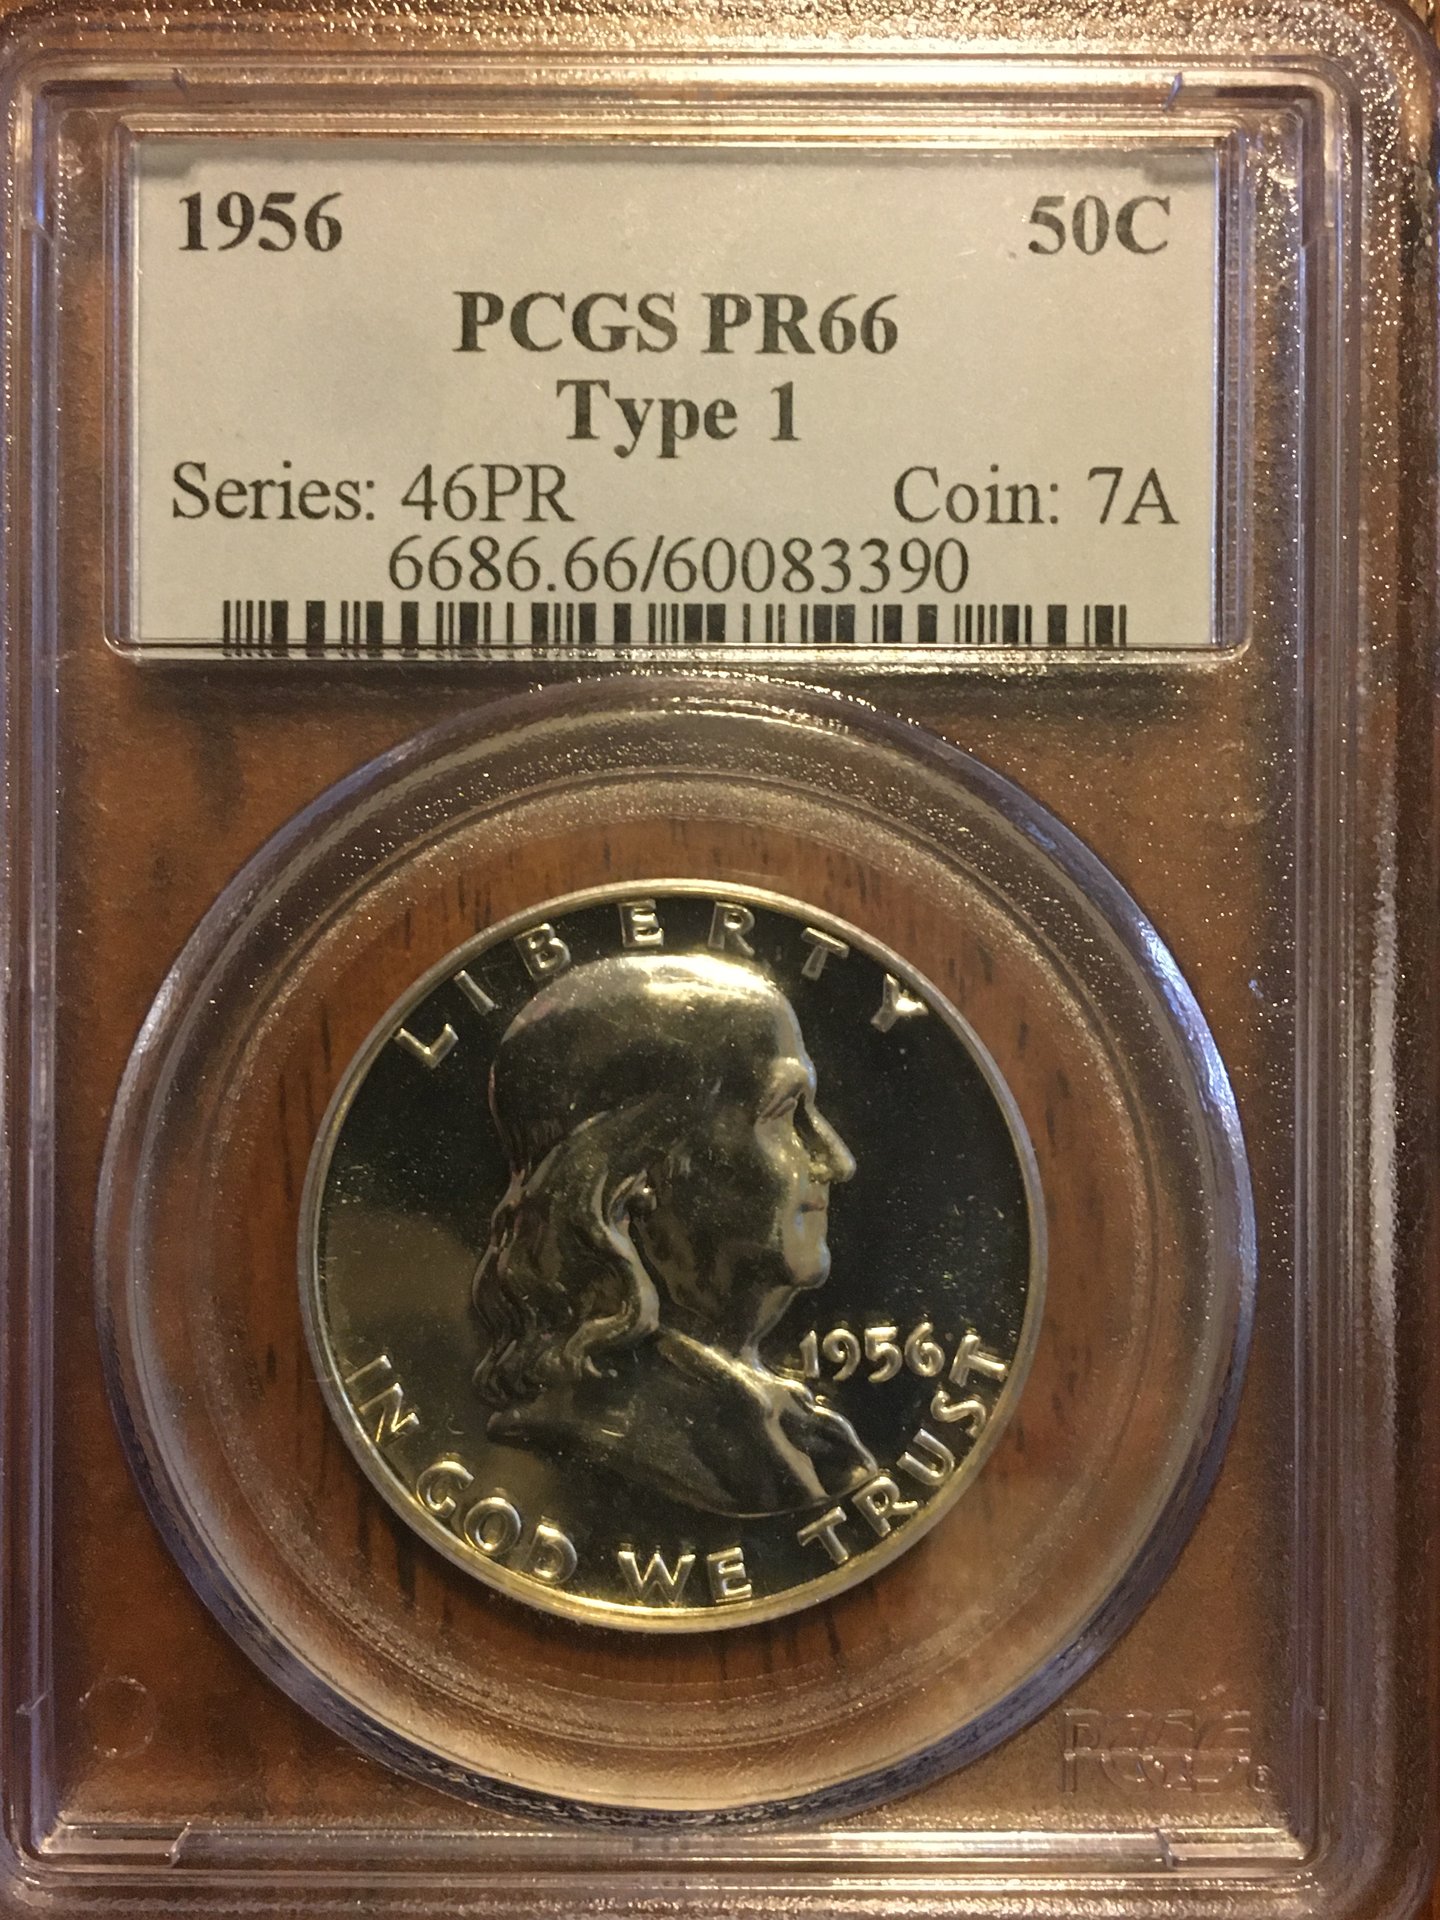 1956 50C
PCGS PR66
Type 1
Series: 46PR Coin: 7A
6686.66/60083390
LIBERTY
1956
IN GOD WE TRUST
PCGS